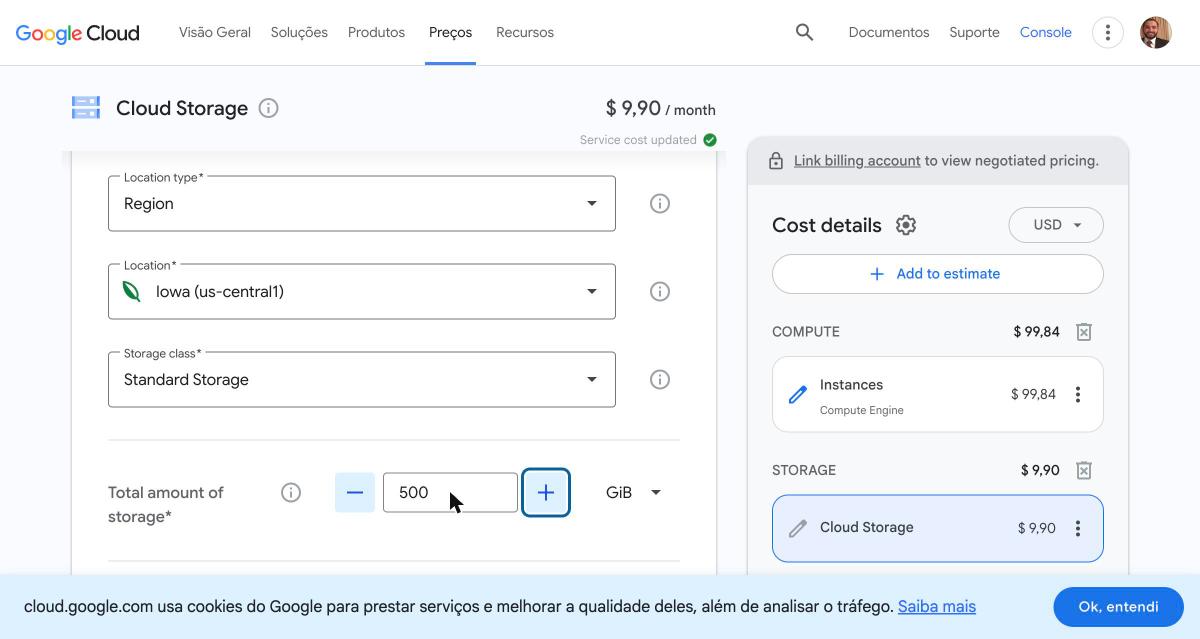 Google Cloud
Visão Geral
Soluções
Produtos
Preços
Recursos
Documentos
Suporte
Console
Cloud Storage
$ 9,90 / month
Service cost updated
Location type*
Region
Location*
Iowa (us-central1)
Storage class*
Standard Storage
Total amount of
storage*
500
GiB
Link billing account to view negotiated pricing.
Cost details
USD
Add to estimate
COMPUTE
$ 99,84
Instances
Compute Engine
$ 99,84
STORAGE
$ 9,90
Cloud Storage
$ 9,90
cloud.google.com usa cookies do Google para prestar serviços e melhorar a qualidade deles, além de analisar o tráfego. Saiba mais
Ok, entendi